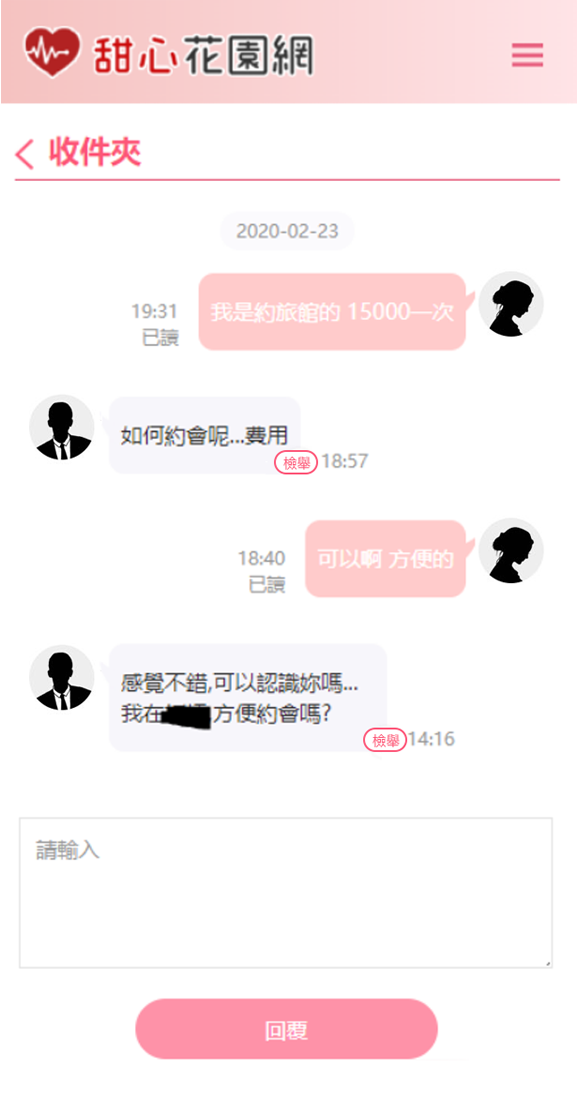 甜心花園網
收件夾
2020-02-23
我是約旅館的 15000一次
19:31
已讀
如何約會呢...費用
檢舉 18:57
可以啊 方便的
18:40
已讀
感覺不錯,可以認識妳嗎...
我在 方便約會嗎?
檢舉 14:16
請輸入
回覆